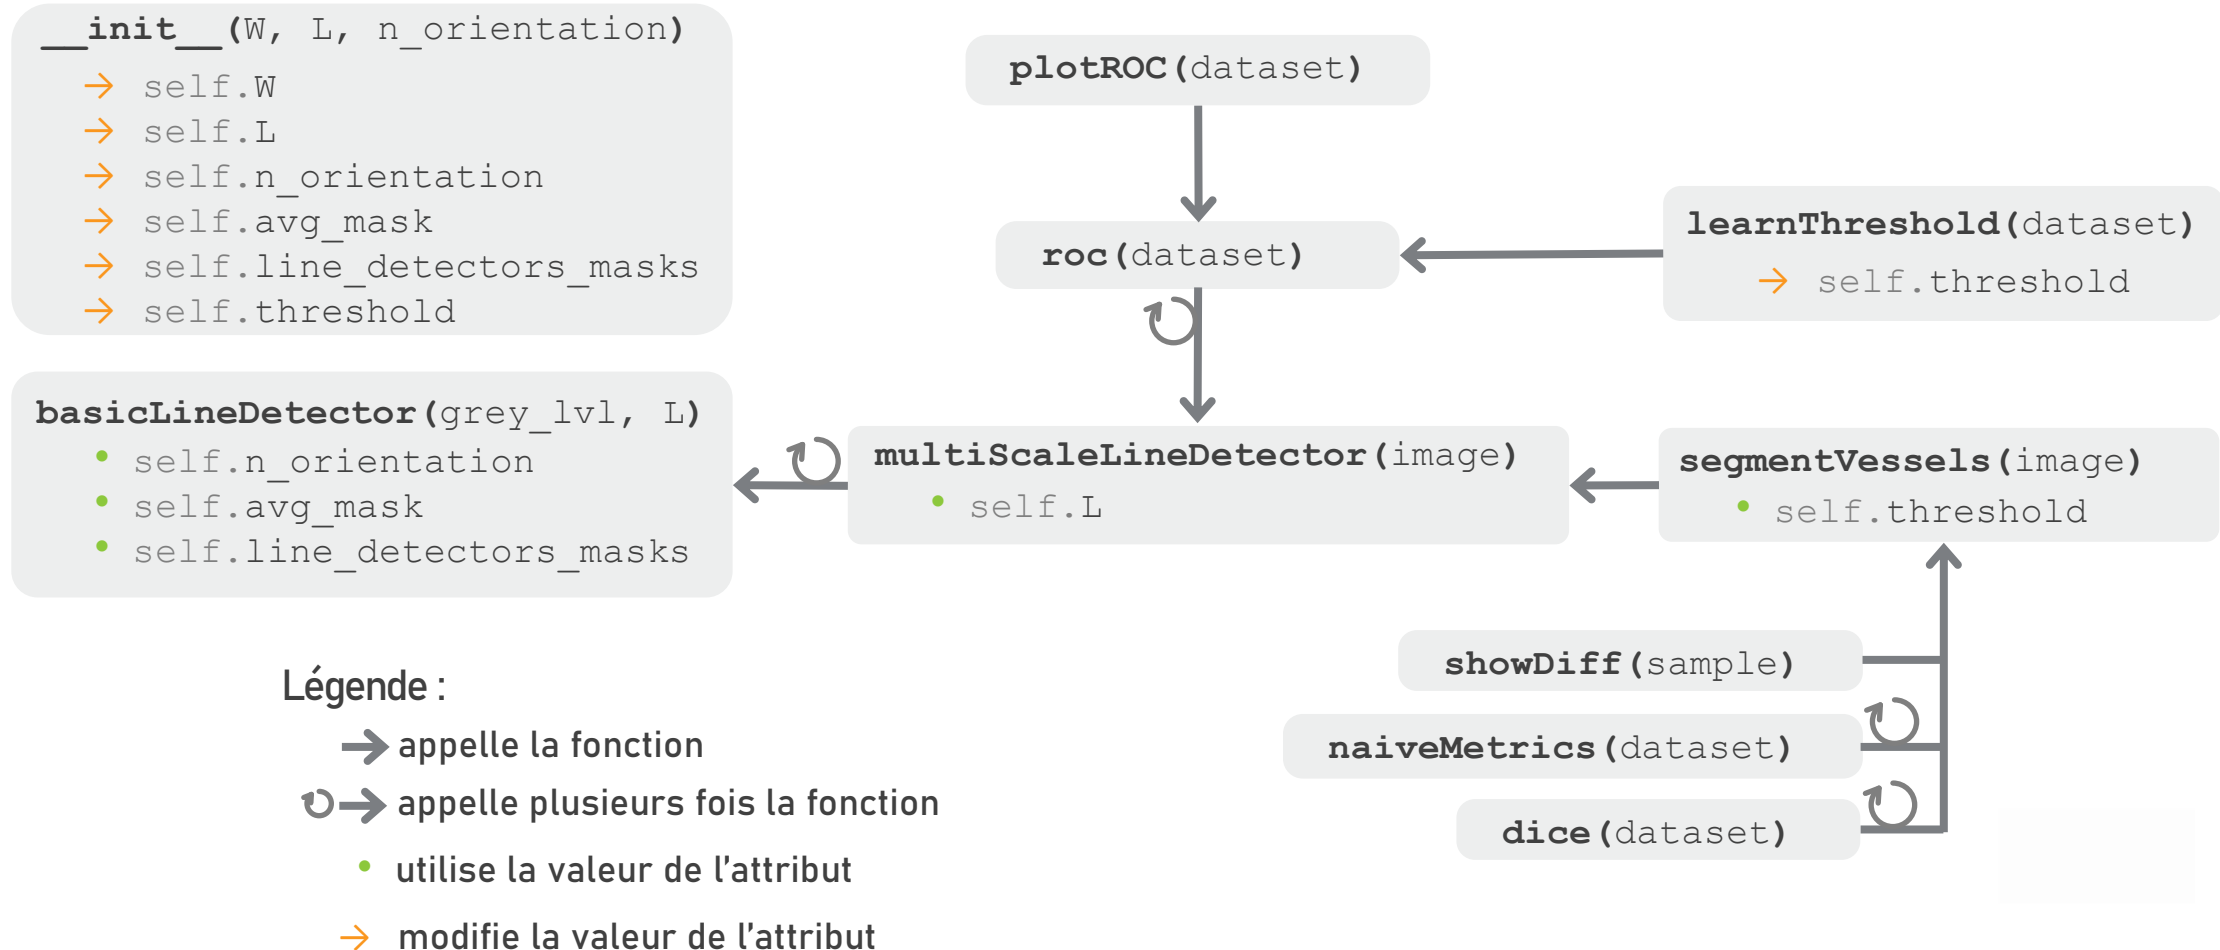 __init__(W, L, n_orientation)
→ self.W
→ self.L
→ self.n_orientation
→ self.avg_mask
→ self.line_detectors_masks
→ self.threshold
plotROC(dataset)
roc(dataset)
learnThreshold(dataset)
→ self.threshold
basicLineDetector(grey_lvl, L)
• self.n_orientation
• self.avg_mask
• self.line_detectors_masks
multiScaleLineDetector(image)
• self.L
segmentVessels(image)
• self.threshold
showDiff(sample)
naiveMetrics(dataset)
dice(dataset)
Légende :
appelle la fonction
appelle plusieurs fois la fonction
• utilise la valeur de l'attribut
→ modifie la valeur de l'attribut